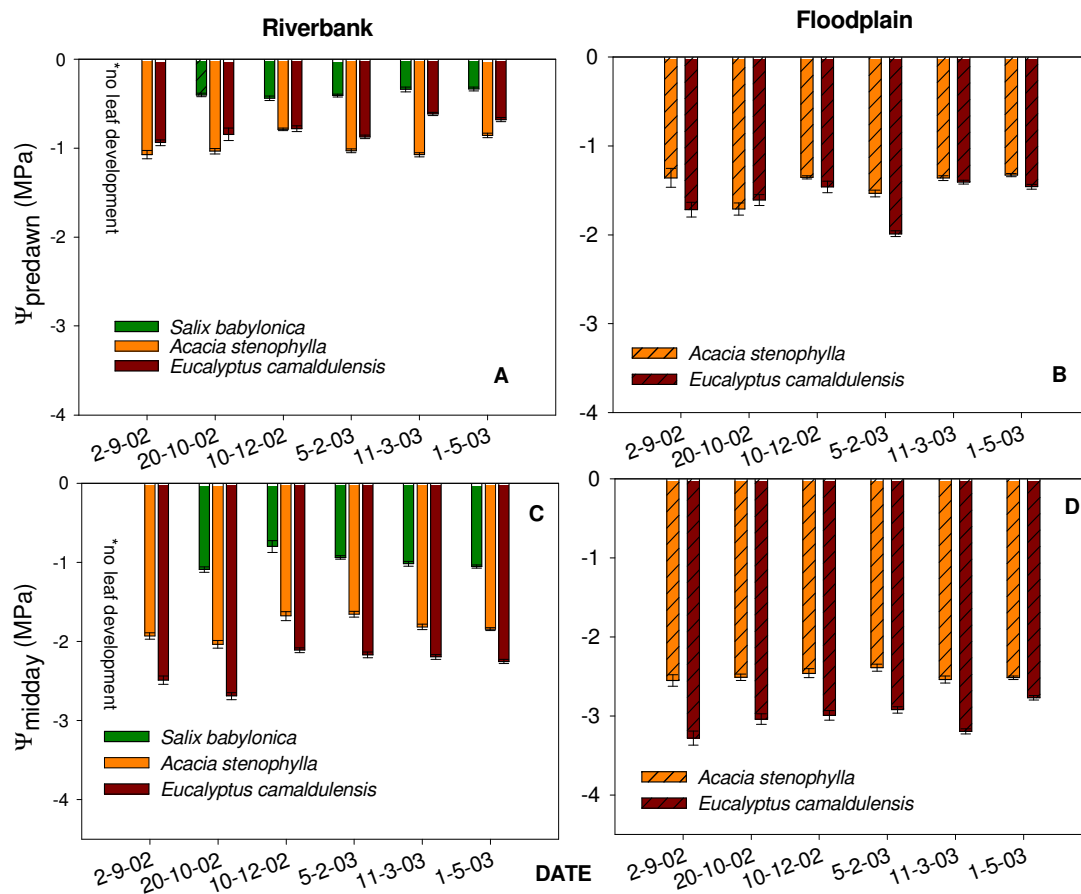 Riverbank
Floodplain
Ψpredawn (MPa)
0
-1
-2
-3
-4
*no leaf development
Salix babylonica
Acacia stenophylla
Eucalyptus camaldulensis
A
2-9-02
20-10-02
10-12-02
5-2-03
11-3-03
1-5-03
0
-1
-2
-3
-4
Acacia stenophylla
Eucalyptus camaldulensis
B
2-9-02
20-10-02
10-12-02
5-2-03
11-3-03
1-5-03
Ψmidday (MPa)
0
-1
-2
-3
-4
*no leaf development
C
Salix babylonica
Acacia stenophylla
Eucalyptus camaldulensis
2-9-02
20-10-02
10-12-02
5-2-03
11-3-03
1-5-03
0
-1
-2
-3
-4
D
Acacia stenophylla
Eucalyptus camaldulensis
2-9-02
20-10-02
10-12-02
5-2-03
11-3-03
1-5-03
DATE